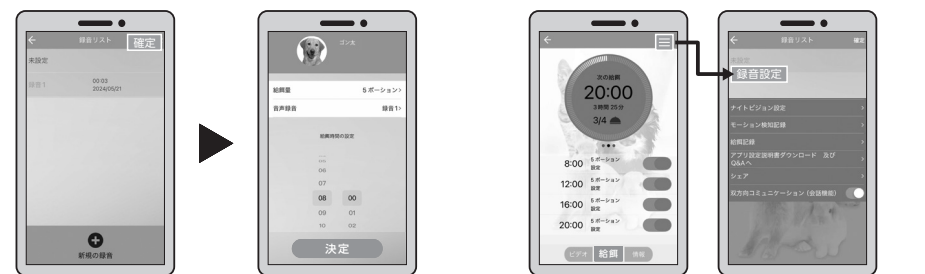 録音リスト
確定
未設定
録音1
00:03
2024/05/21
新規の録音
ゴン太
給餌量
5 ポーション
音声録音
録音1
給餌時間の設定
06
07
08 00
09 01
10 02
決定
次の給餌
20:00
3時間 25分
3/4
8:00 5 ポーション
設定
12:00 5 ポーション
設定
16:00 5 ポーション
設定
20:00 5 ポーション
設定
ビデオ 給餌 情報
録音リスト
確定
未設定
録音設定
ナイトビジョン設定
モーション検知記録
給餌記録
アプリ設定説明書ダウンロード 及び
Q&Aへ
シェア
双方向コミュニケーション (会話機能)